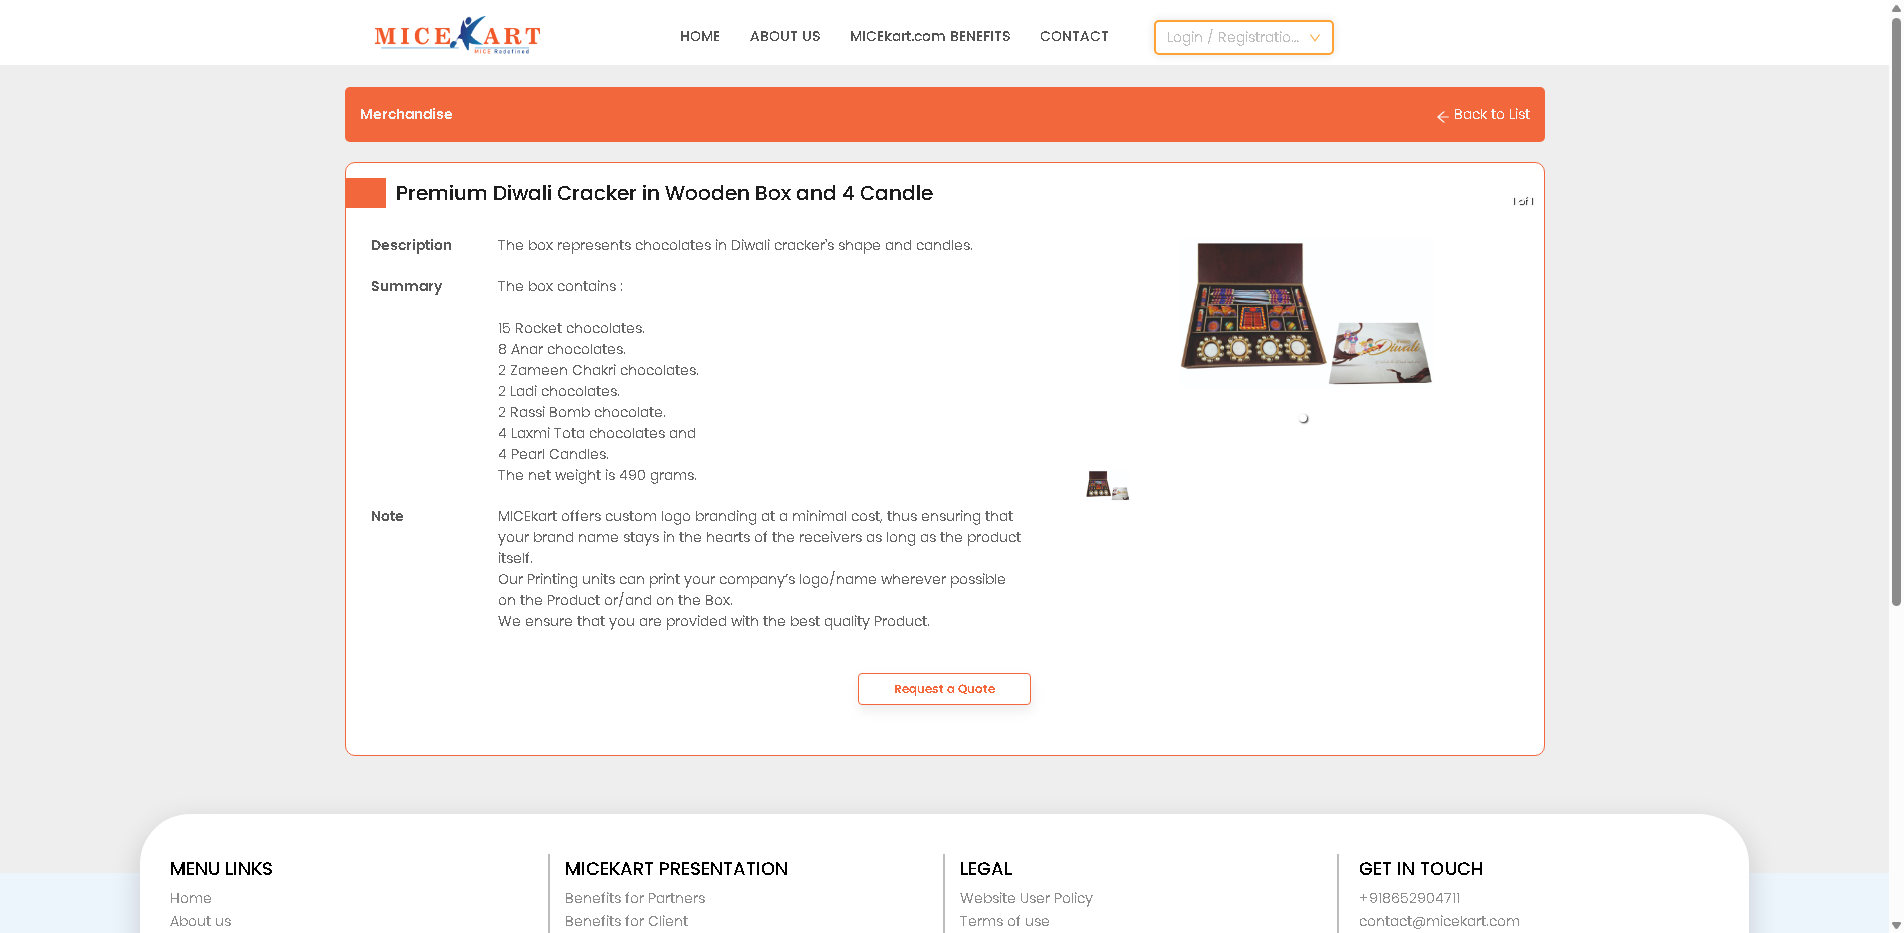 MICEKART
MICE Redefined
HOME
ABOUT US
MICEkart.com BENEFITS
CONTACT
Login / Registratio...
Merchandise
Back to List
Premium Diwali Cracker in Wooden Box and 4 Candle
1 of 1
Description
The box represents chocolates in Diwali cracker's shape and candles.
Summary
The box contains :
15 Rocket chocolates.
8 Anar chocolates.
2 Zameen Chakri chocolates.
2 Ladi chocolates.
2 Rassi Bomb chocolate.
4 Laxmi Tota chocolates and
4 Pearl Candles.
The net weight is 490 grams.
Note
MICEkart offers custom logo branding at a minimal cost, thus ensuring that
your brand name stays in the hearts of the receivers as long as the product
itself.
Our Printing units can print your company's logo/name wherever possible
on the Product or/and on the Box.
We ensure that you are provided with the best quality Product.
Diwali
Request a Quote
MENU LINKS
Home
About us
MICEKART PRESENTATION
Benefits for Partners
Benefits for Client
LEGAL
Website User Policy
Terms of use
GET IN TOUCH
+918652904711
contact@micekart.com